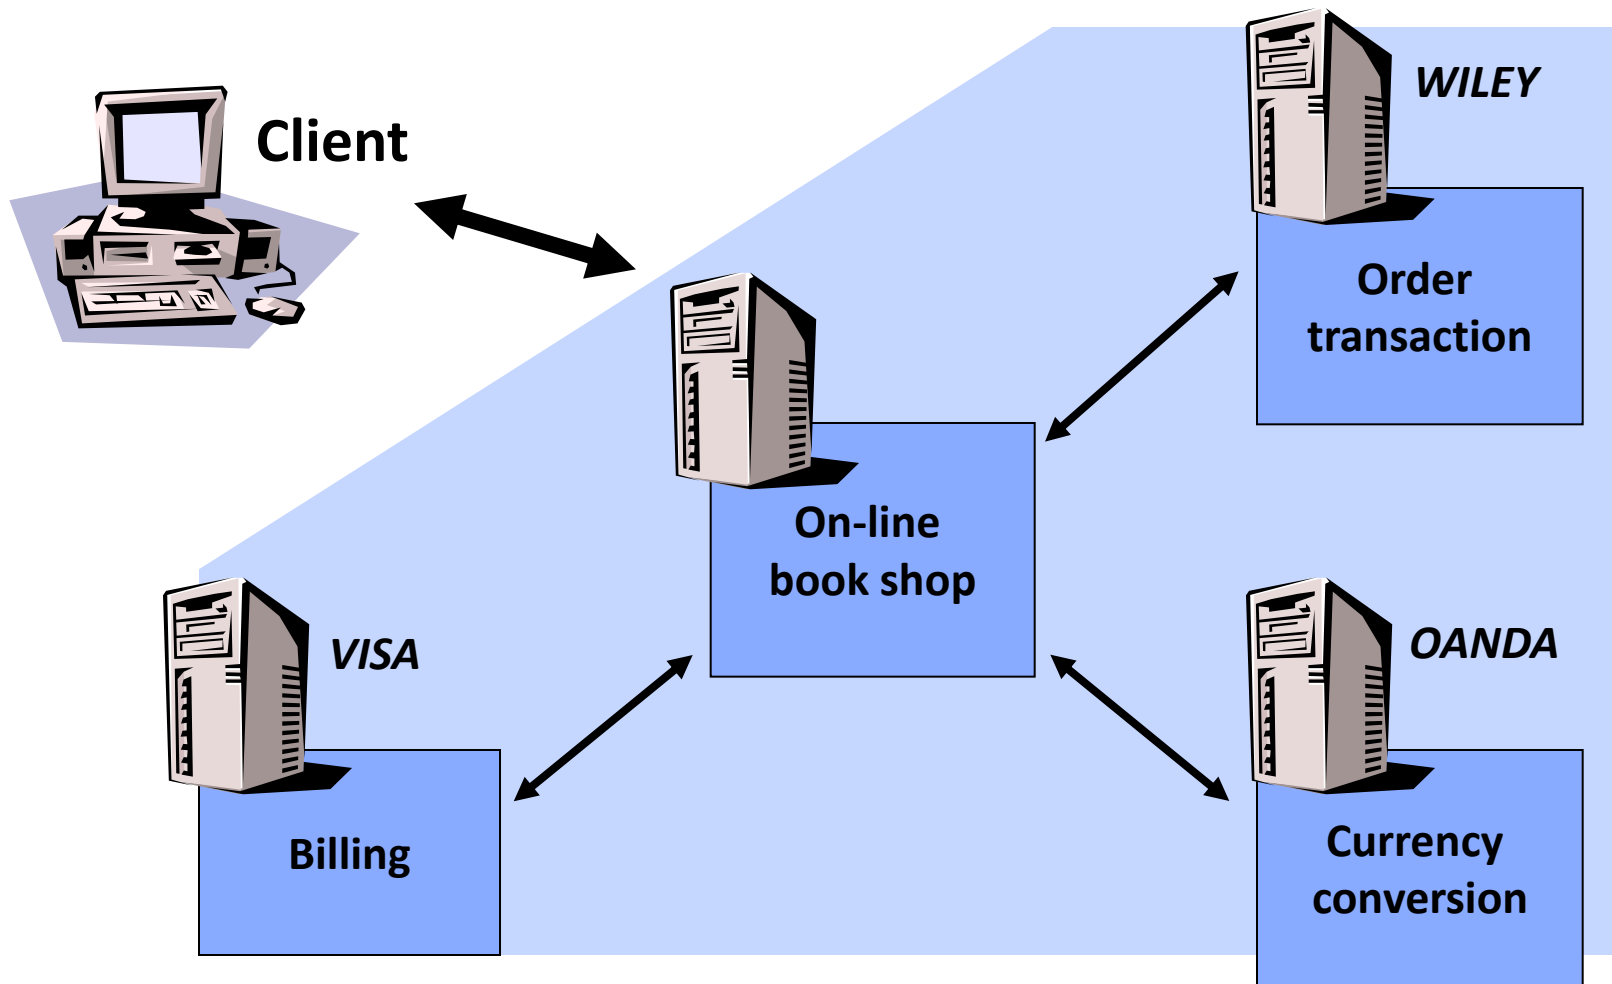 WILEY
Client
Order
transaction
On-line
book shop
VISA
OANDA
Billing
Currency
conversion